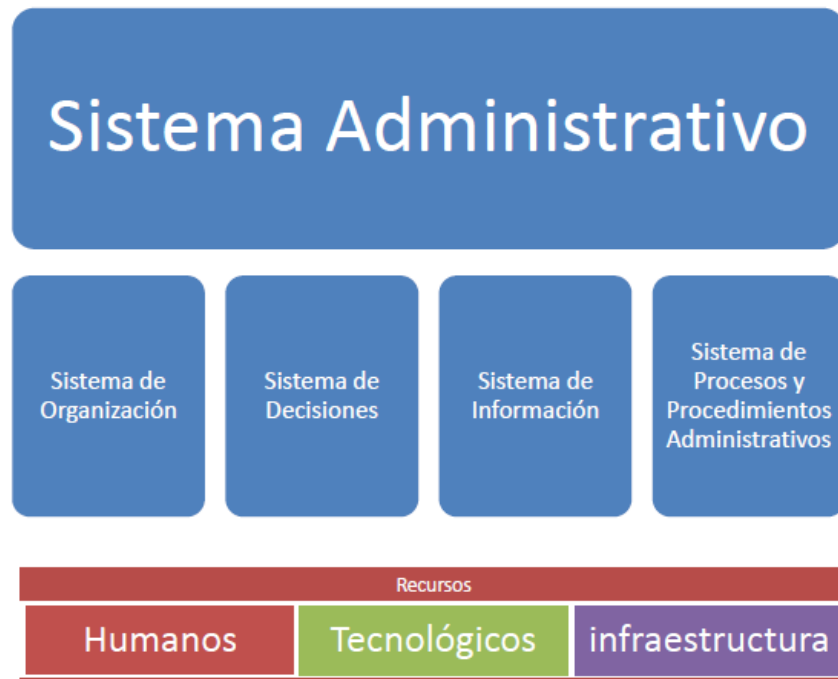 Sistema Administrativo
Sistema de
Organización
Sistema de
Decisiones
Sistema de
Información
Sistema de
Procesos y
Procedimientos
Administrativos
Recursos
Humanos
Tecnológicos
infraestructura